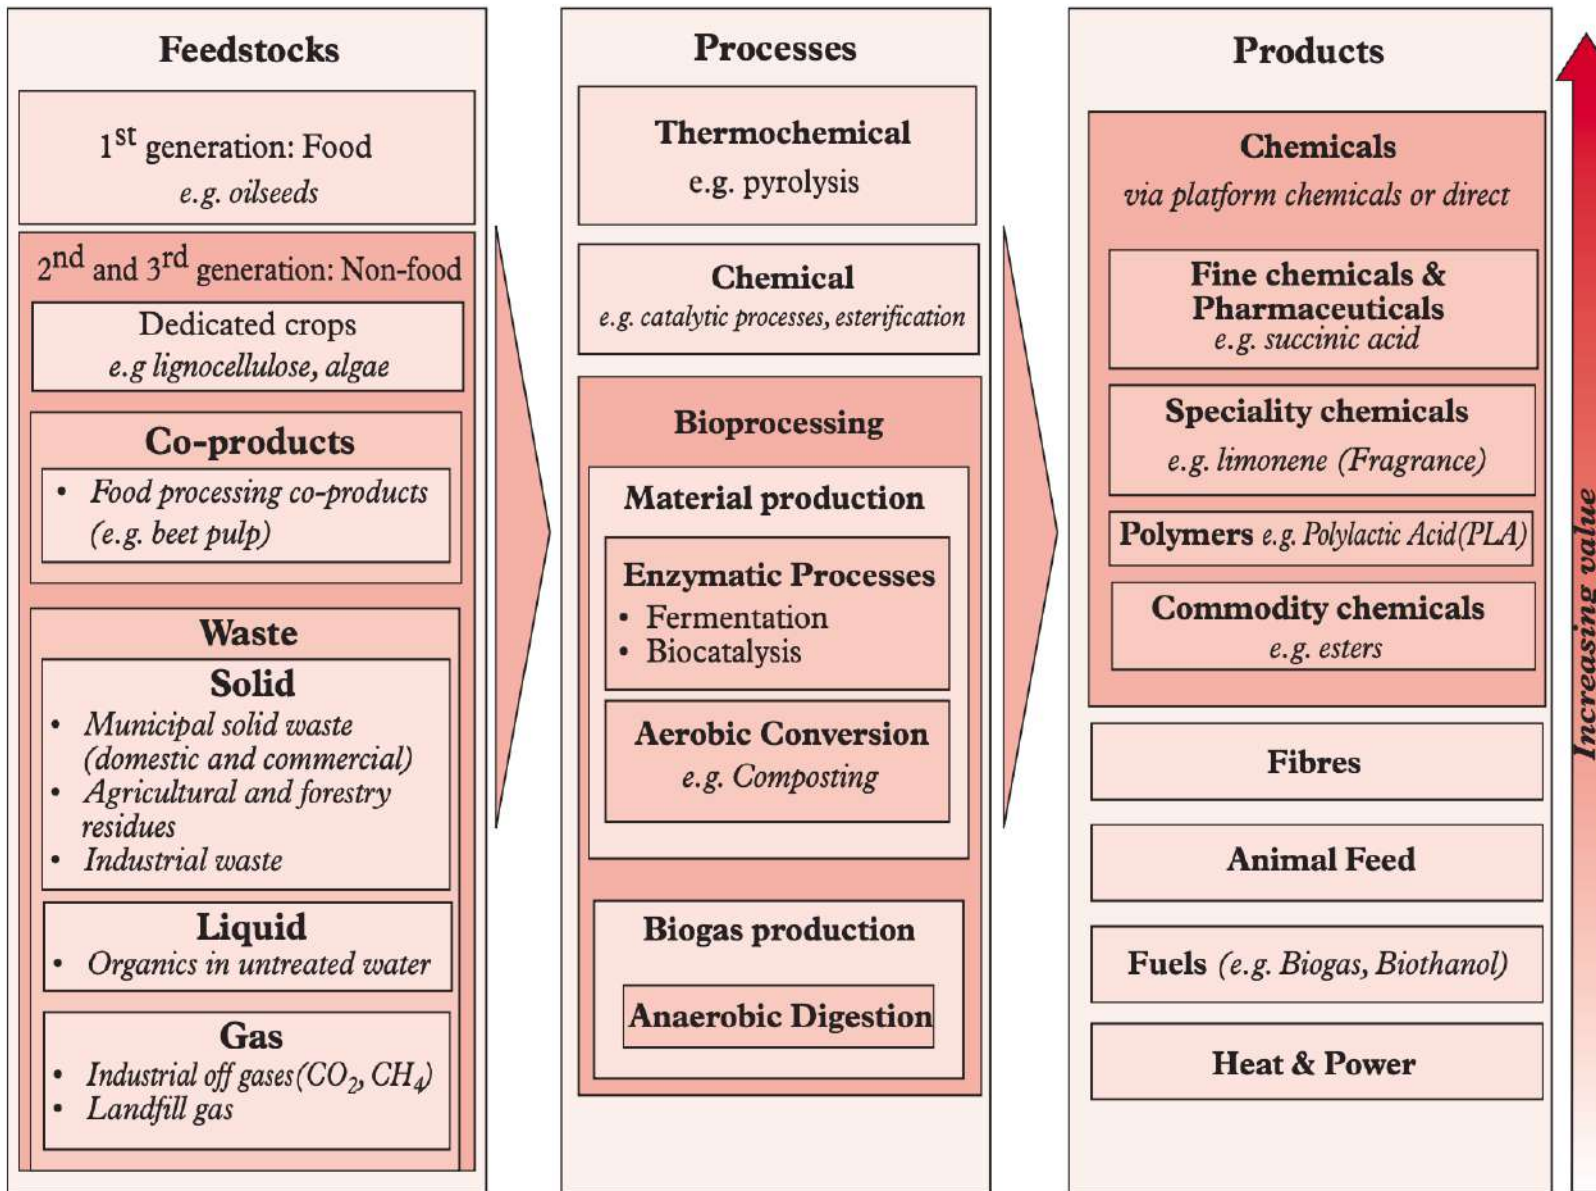 Feedstocks
1st generation: Food
e.g. oilseeds
2nd and 3rd generation: Non-food
Dedicated crops
e.g lignocellulose, algae
Co-products
• Food processing co-products
(e.g. beet pulp)
Waste
Solid
• Municipal solid waste
(domestic and commercial)
• Agricultural and forestry
residues
• Industrial waste
Liquid
• Organics in untreated water
Gas
• Industrial off gases(CO2, CH4)
• Landfill gas
Processes
Thermochemical
e.g. pyrolysis
Chemical
e.g. catalytic processes, esterification
Bioprocessing
Material production
Enzymatic Processes
• Fermentation
• Biocatalysis
Aerobic Conversion
e.g. Composting
Biogas production
Anaerobic Digestion
Products
Chemicals
via platform chemicals or direct
Fine chemicals &
Pharmaceuticals
e.g. succinic acid
Speciality chemicals
e.g. limonene (Fragrance)
Polymers e.g. Polylactic Acid(PLA)
Commodity chemicals
e.g. esters
Fibres
Animal Feed
Fuels (e.g. Biogas, Biothanol)
Heat & Power
Increasing value